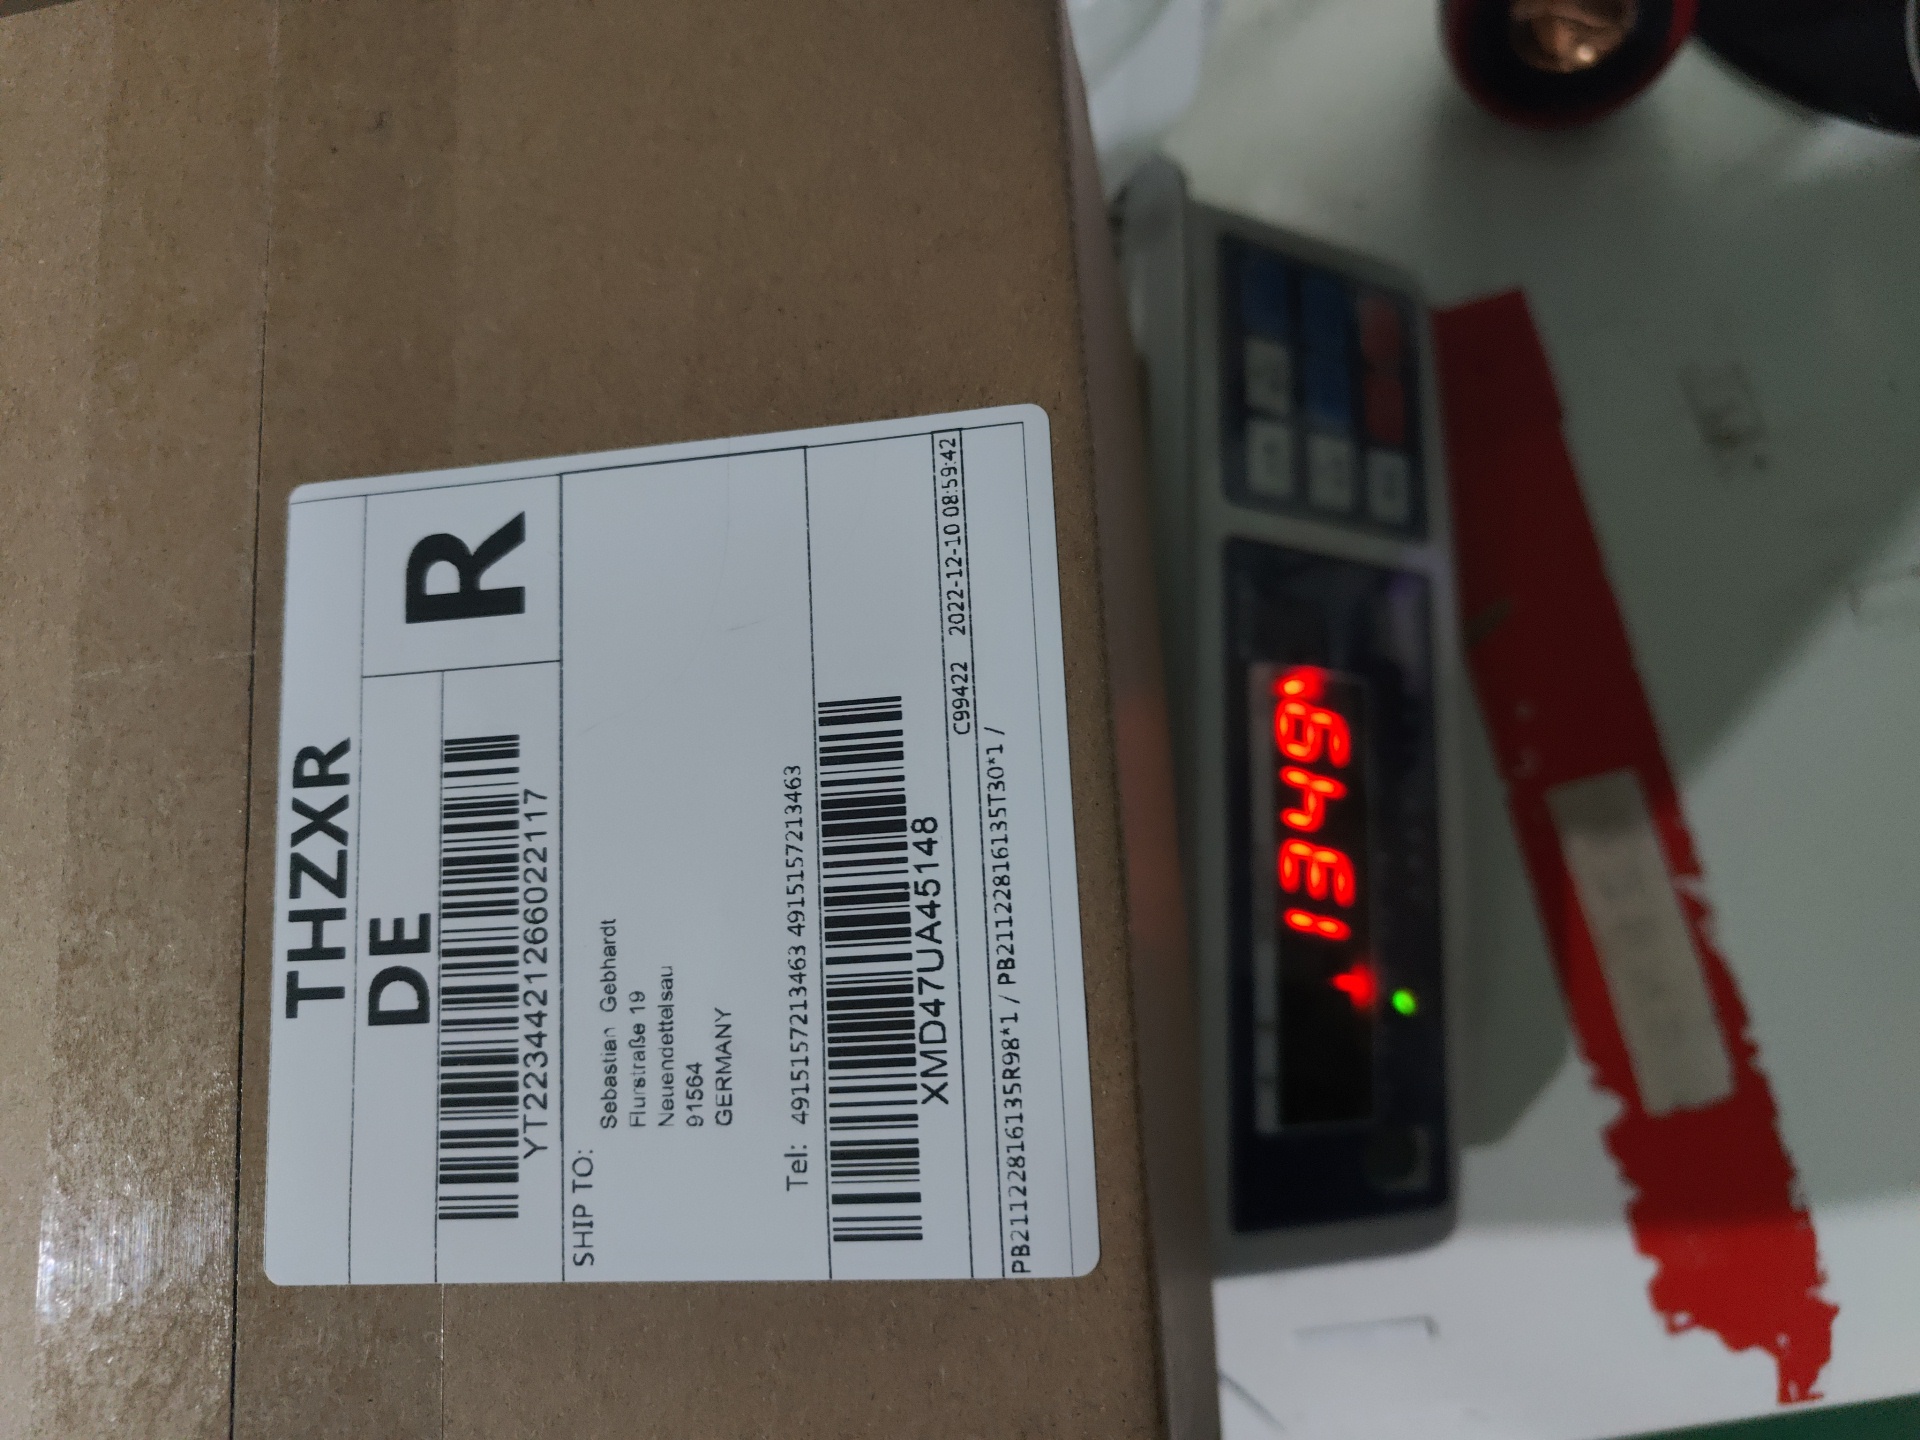 THZXR
DE
R
YT2234421266022117
SHIP TO:
Sebastian Gebhardt
Flurstraße 19
Neuendettelsau
91564
GERMANY
Tel: 4915157213463 4915157213463
XMD47UA45148
C99422 2022-12-10 08:59:42
PB21122816135R98*1 / PB21122816135T30*1 /